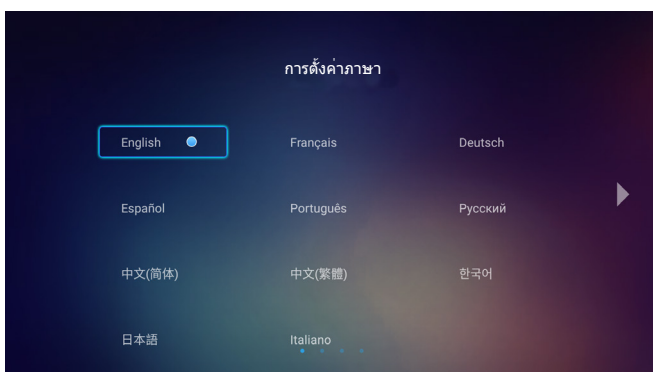 การตั้งค่าภาษา
English Français Deutsch
Español Português Русский
中文(简体) 中文(繁體) 한국어
日本語 Italiano